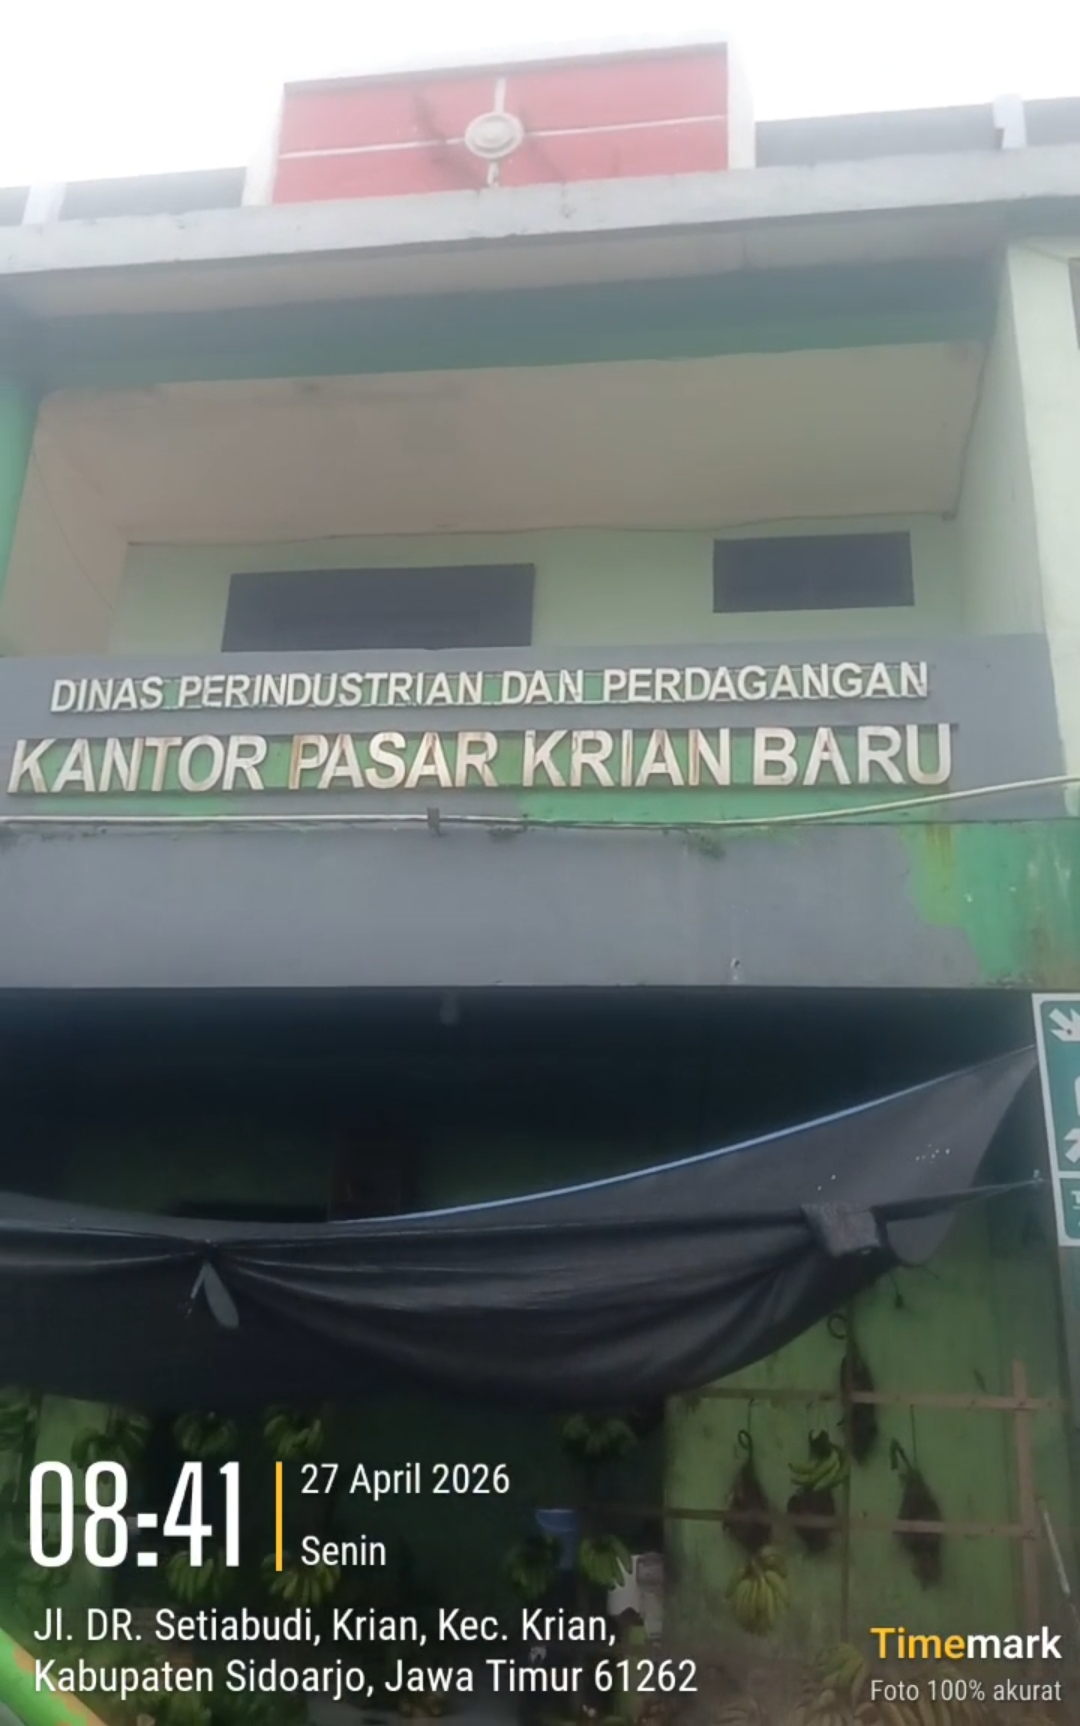 DINAS PERINDUSTRIAN DAN PERDAGANGAN
KANTOR PASAR KRIAN BARU
08:41
27 April 2026
Senin
Jl. DR. Setiabudi, Krian, Kec. Krian,
Kabupaten Sidoarjo, Jawa Timur 61262
Timemark
Foto 100% akurat